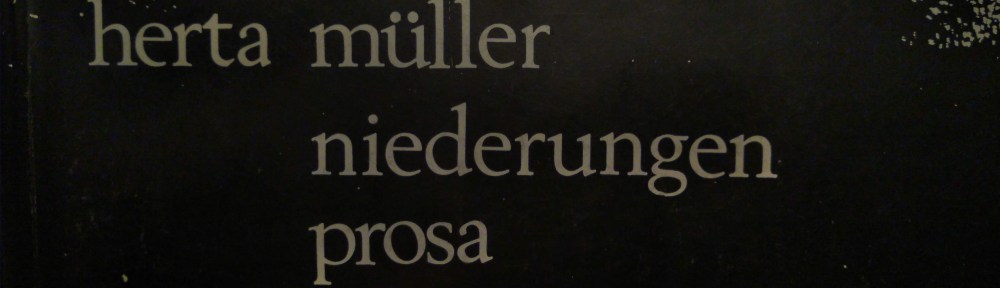 herta müller
niederungen
prosa